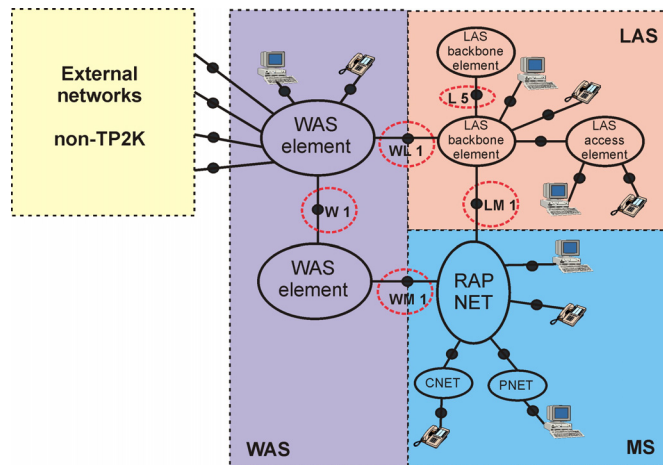 External
networks
non-TP2K
WAS
element
WL 1
W 1
WAS
element
WM 1
WAS
LAS
LAS
backbone
element
L 5
LAS
backbone
element
LAS
access
element
LM 1
RAP
NET
CNET
PNET
MS